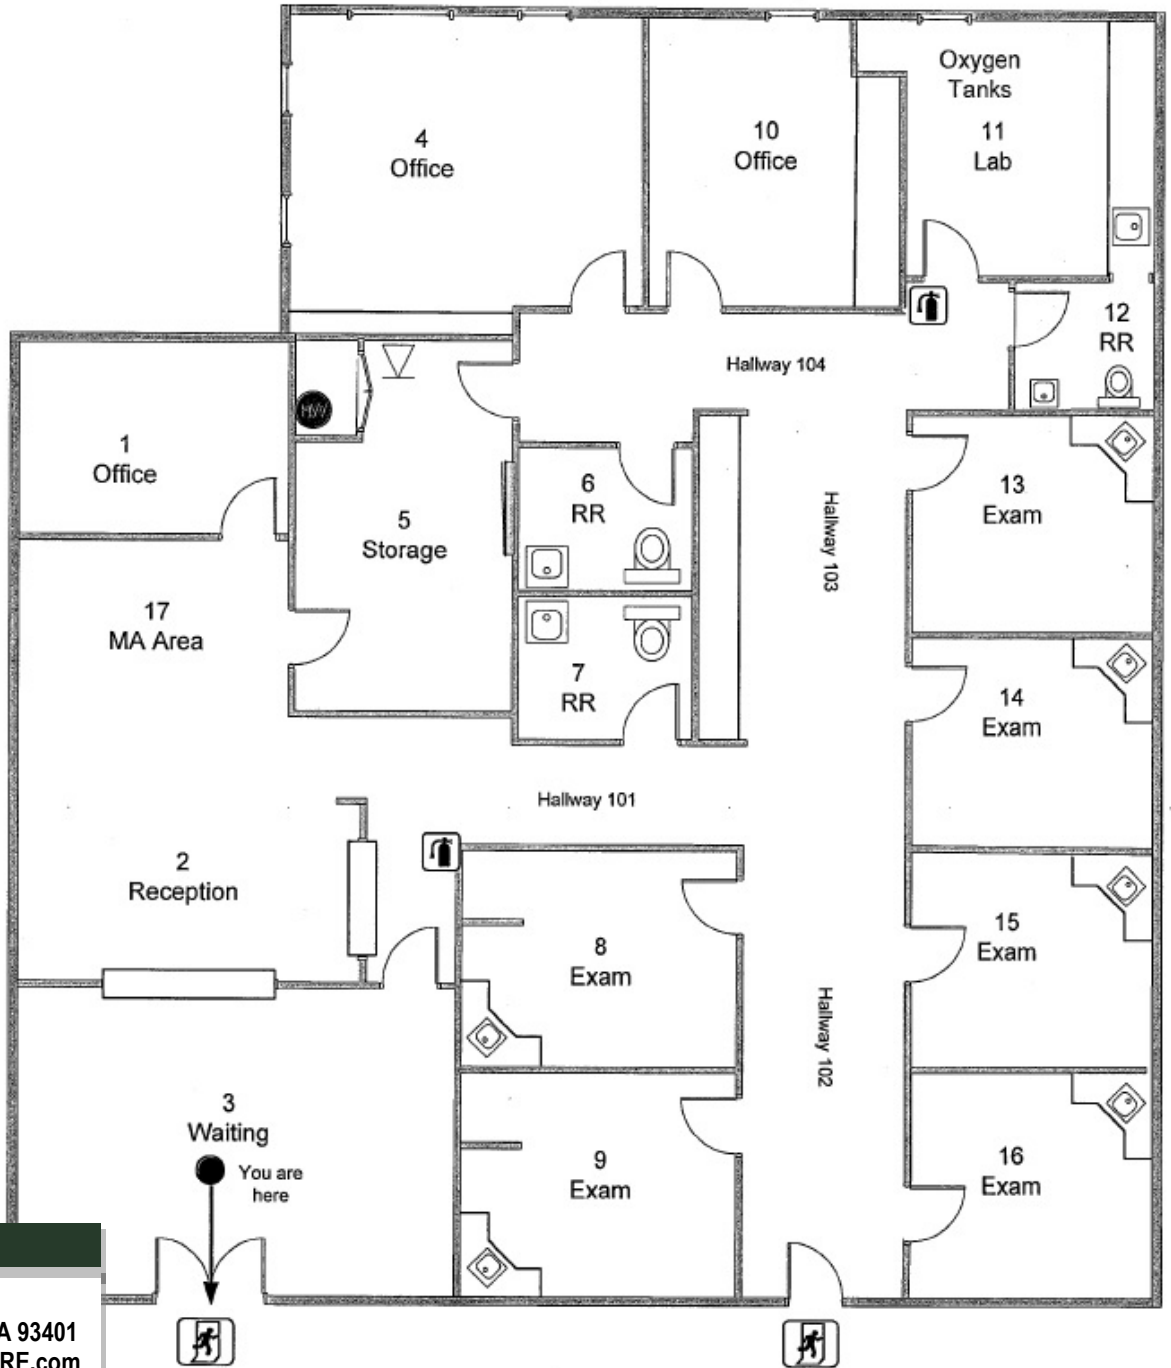 Oxygen
Tanks
4
Office
10
Office
11
Lab
12
RR
Hallway 104
1
Office
5
Storage
6
RR
13
Exam
Hallway 103
17
MA Area
7
RR
14
Exam
Hallway 101
2
Reception
8
Exam
15
Exam
Hallway 102
3
Waiting
You are
here
9
Exam
16
Exam
A 93401
RE.com